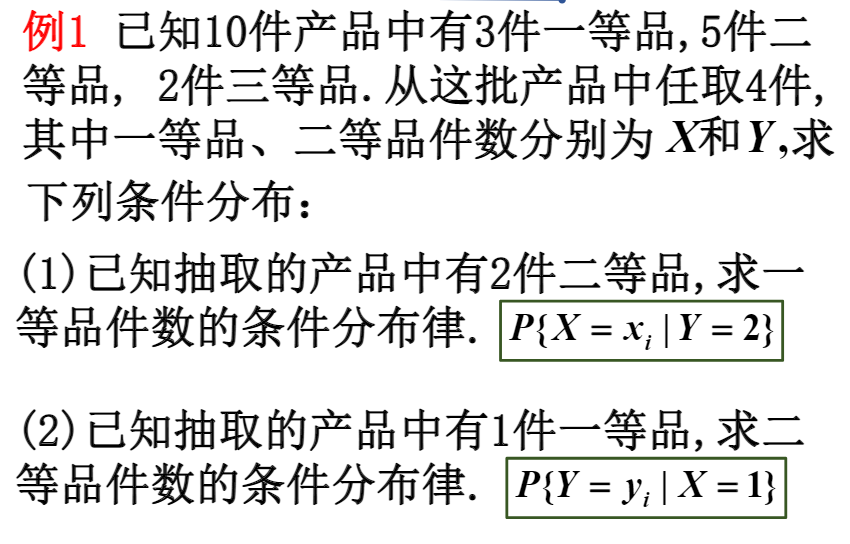 例1 已知10件产品中有3件一等品,5件二
等品, 2件三等品.从这批产品中任取4件,
其中一等品、二等品件数分别为 X和Y,求
下列条件分布：
(1)已知抽取的产品中有2件二等品,求一
等品件数的条件分布律. P{X = xᵢ | Y = 2}
(2)已知抽取的产品中有1件一等品,求二
等品件数的条件分布律. P{Y = yᵢ | X = 1}